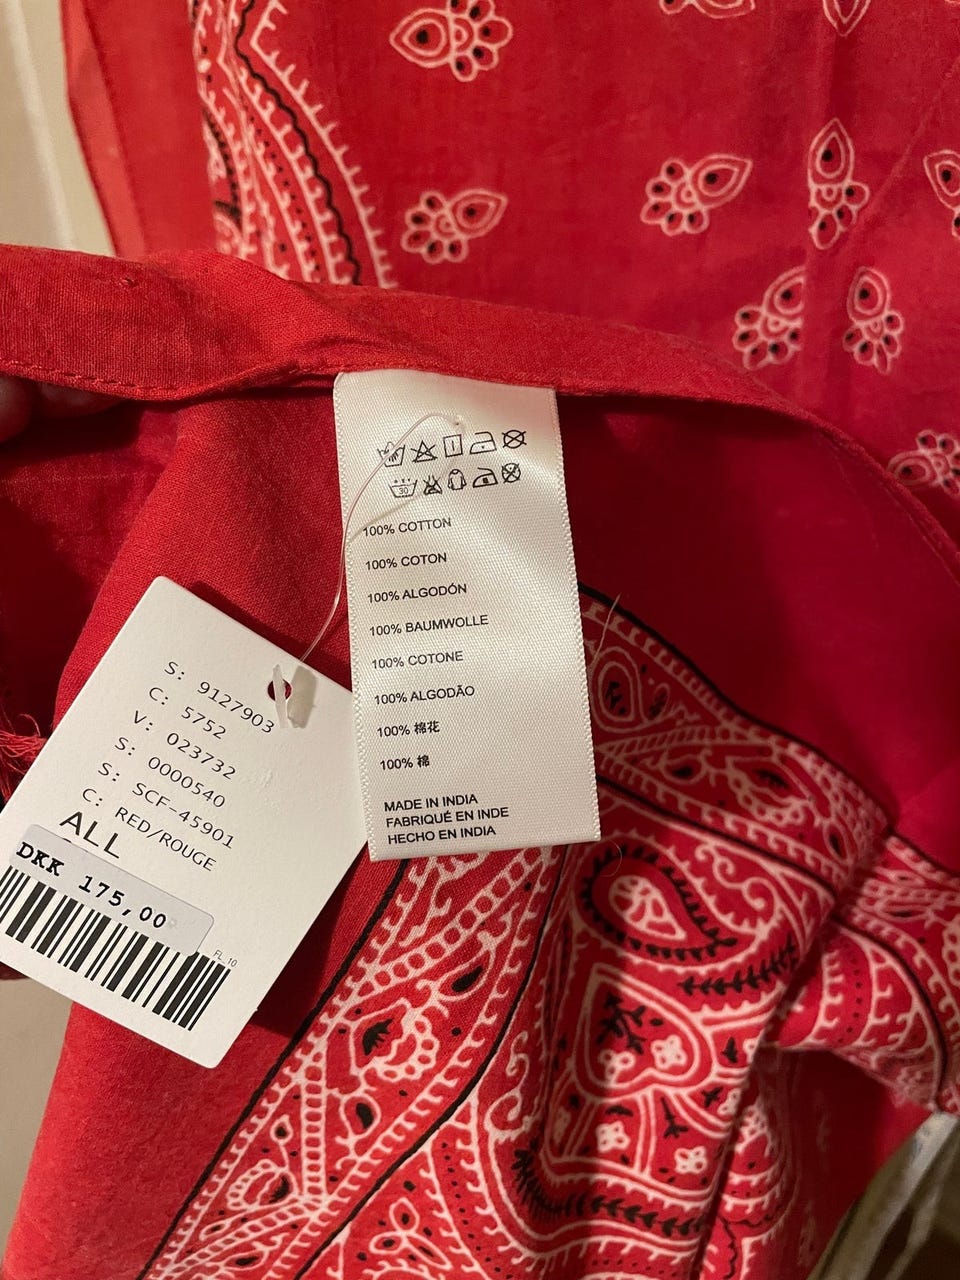 30
100% COTTON
100% COTON
100% ALGODÓN
100% BAUMWOLLE
100% COTONE
100% ALGODÃO
100% 棉花
100% 棉
MADE IN INDIA
FABRIQUÉ EN INDE
HECHO EN INDIA
S: 9127903
C: 5752
V: 023732
S: 0000540
S: SCF-45901
C: RED/ROUGE
ALL
DKK 175,00
FL_10